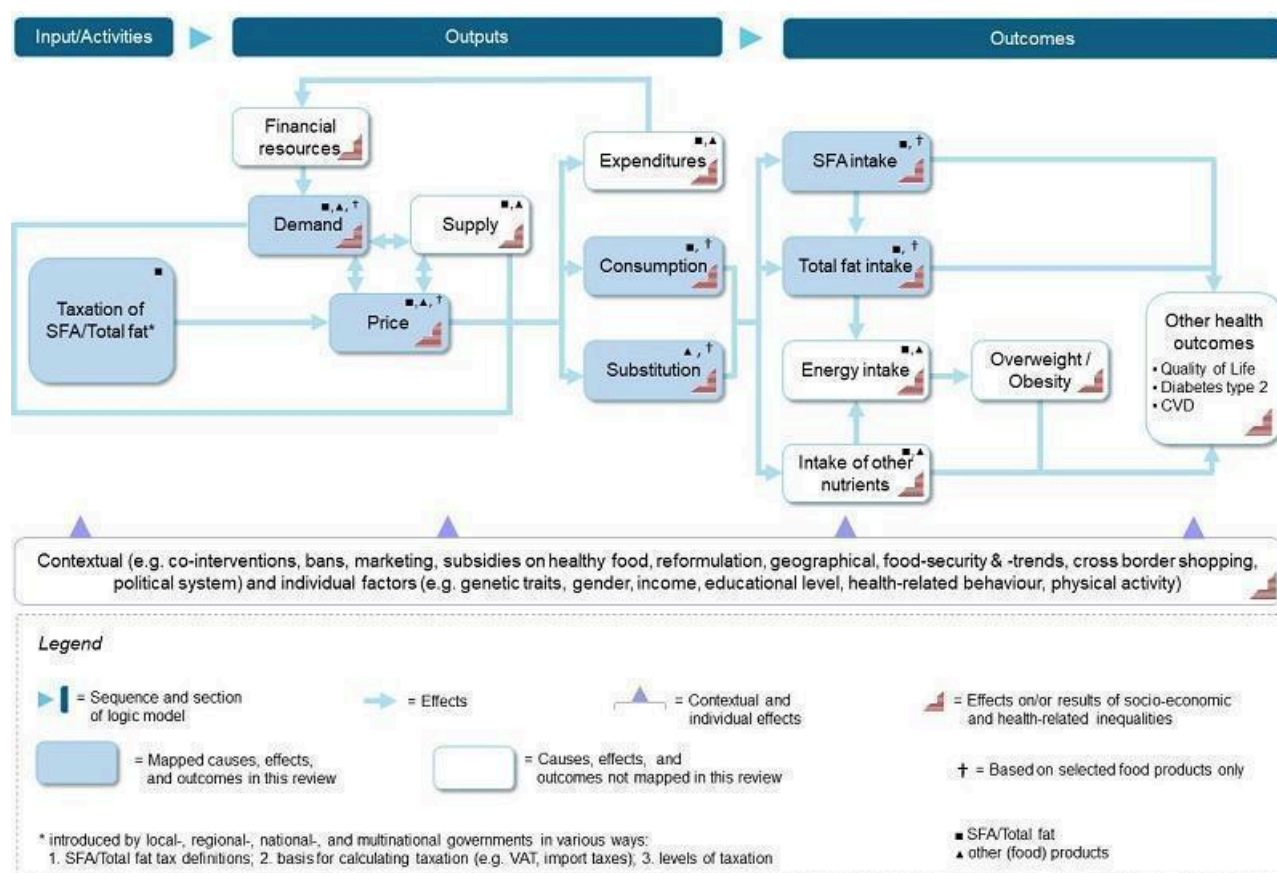 Input/Activities
Outputs
Outcomes
Financial
resources
■,▲
Expenditures
■, †
SFA intake
■,▲, †
Demand
■,▲
Supply
■, †
Consumption
■, †
Total fat intake
■
Taxation of
SFA/Total fat*
■,▲, †
Price
▲, †
Substitution
■,▲
Energy intake
Overweight /
Obesity
Other health
outcomes
• Quality of Life
• Diabetes type 2
• CVD
■,▲
Intake of other
nutrients
Contextual (e.g. co-interventions, bans, marketing, subsidies on healthy food, reformulation, geographical, food-security & -trends, cross border shopping,
political system) and individual factors (e.g. genetic traits, gender, income, educational level, health-related behaviour, physical activity)
Legend
= Sequence and section
of logic model
= Effects
= Contextual and
individual effects
= Effects on/or results of socio-economic
and health-related inequalities
= Mapped causes, effects,
and outcomes in this review
= Causes, effects, and
outcomes not mapped in this review
† = Based on selected food products only
* introduced by local-, regional-, national-, and multinational governments in various ways:
1. SFA/Total fat tax definitions; 2. basis for calculating taxation (e.g. VAT, import taxes); 3. levels of taxation
■ SFA/Total fat
▲ other (food) products